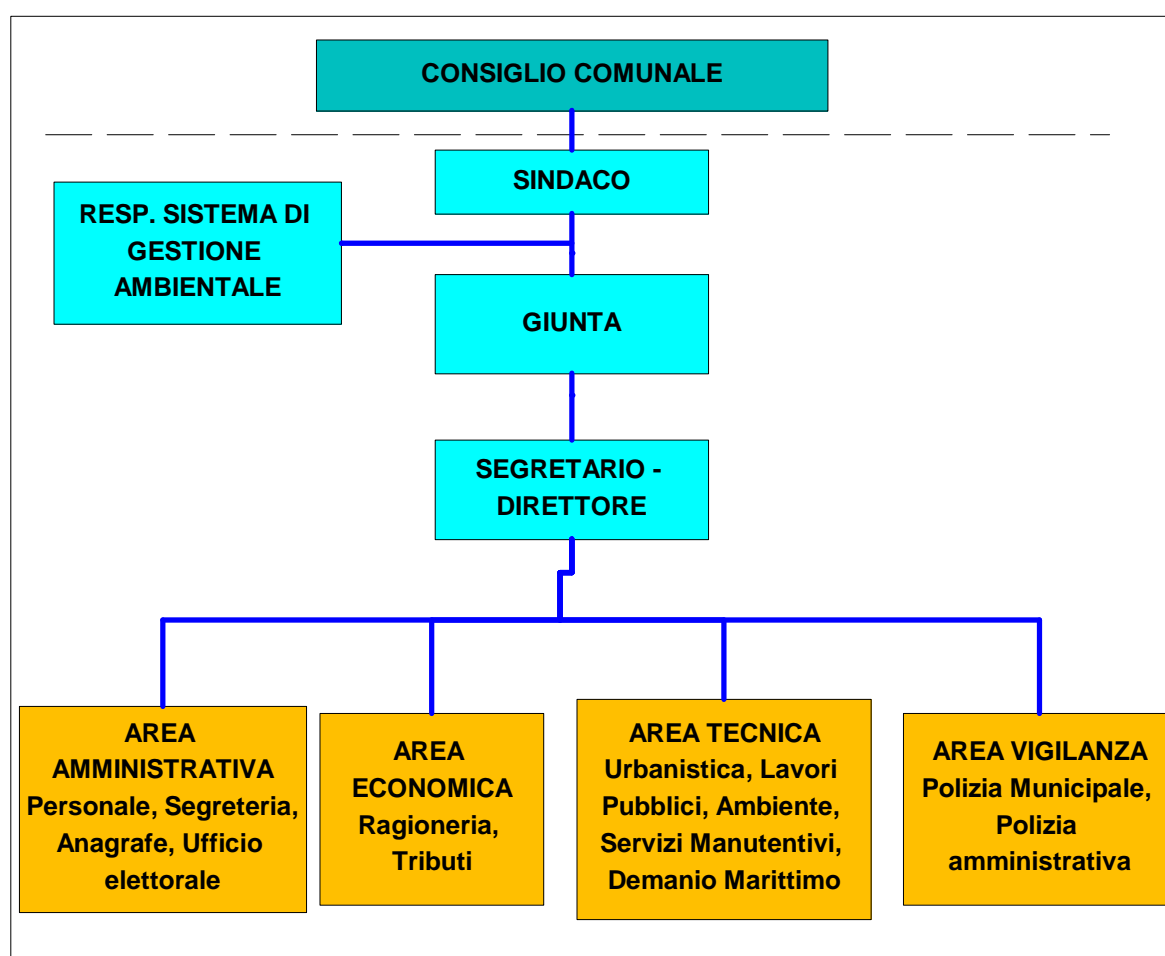 CONSIGLIO COMUNALE
SINDACO
RESP. SISTEMA DI
GESTIONE
AMBIENTALE
GIUNTA
SEGRETARIO -
DIRETTORE
AREA
AMMINISTRATIVA
Personale, Segreteria,
Anagrafe, Ufficio
elettorale
AREA
ECONOMICA
Ragioneria,
Tributi
AREA TECNICA
Urbanistica, Lavori
Pubblici, Ambiente,
Servizi Manutentivi,
Demanio Marittimo
AREA VIGILANZA
Polizia Municipale,
Polizia
amministrativa